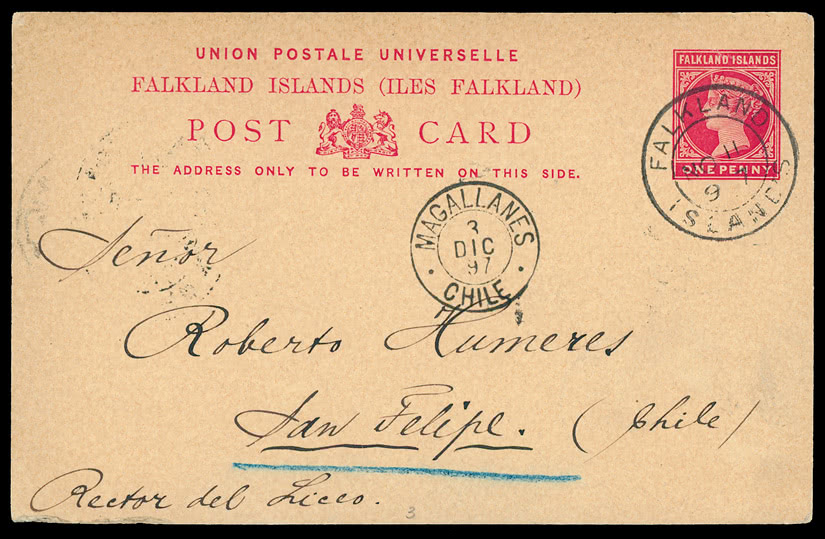 UNION POSTALE UNIVERSELLE
FALKLAND ISLANDS (ILES FALKLAND)
POST CARD
THE ADDRESS ONLY TO BE WRITTEN ON THIS SIDE.
FALKLAND ISLANDS
ONE PENNY
FALKLAND
11
9
ISLANDS
MAGALLANES
3
DIC
97
CHILE
Señor
Roberto Humeres
San Felipe. (Chile)
Rector del Liceo.
3